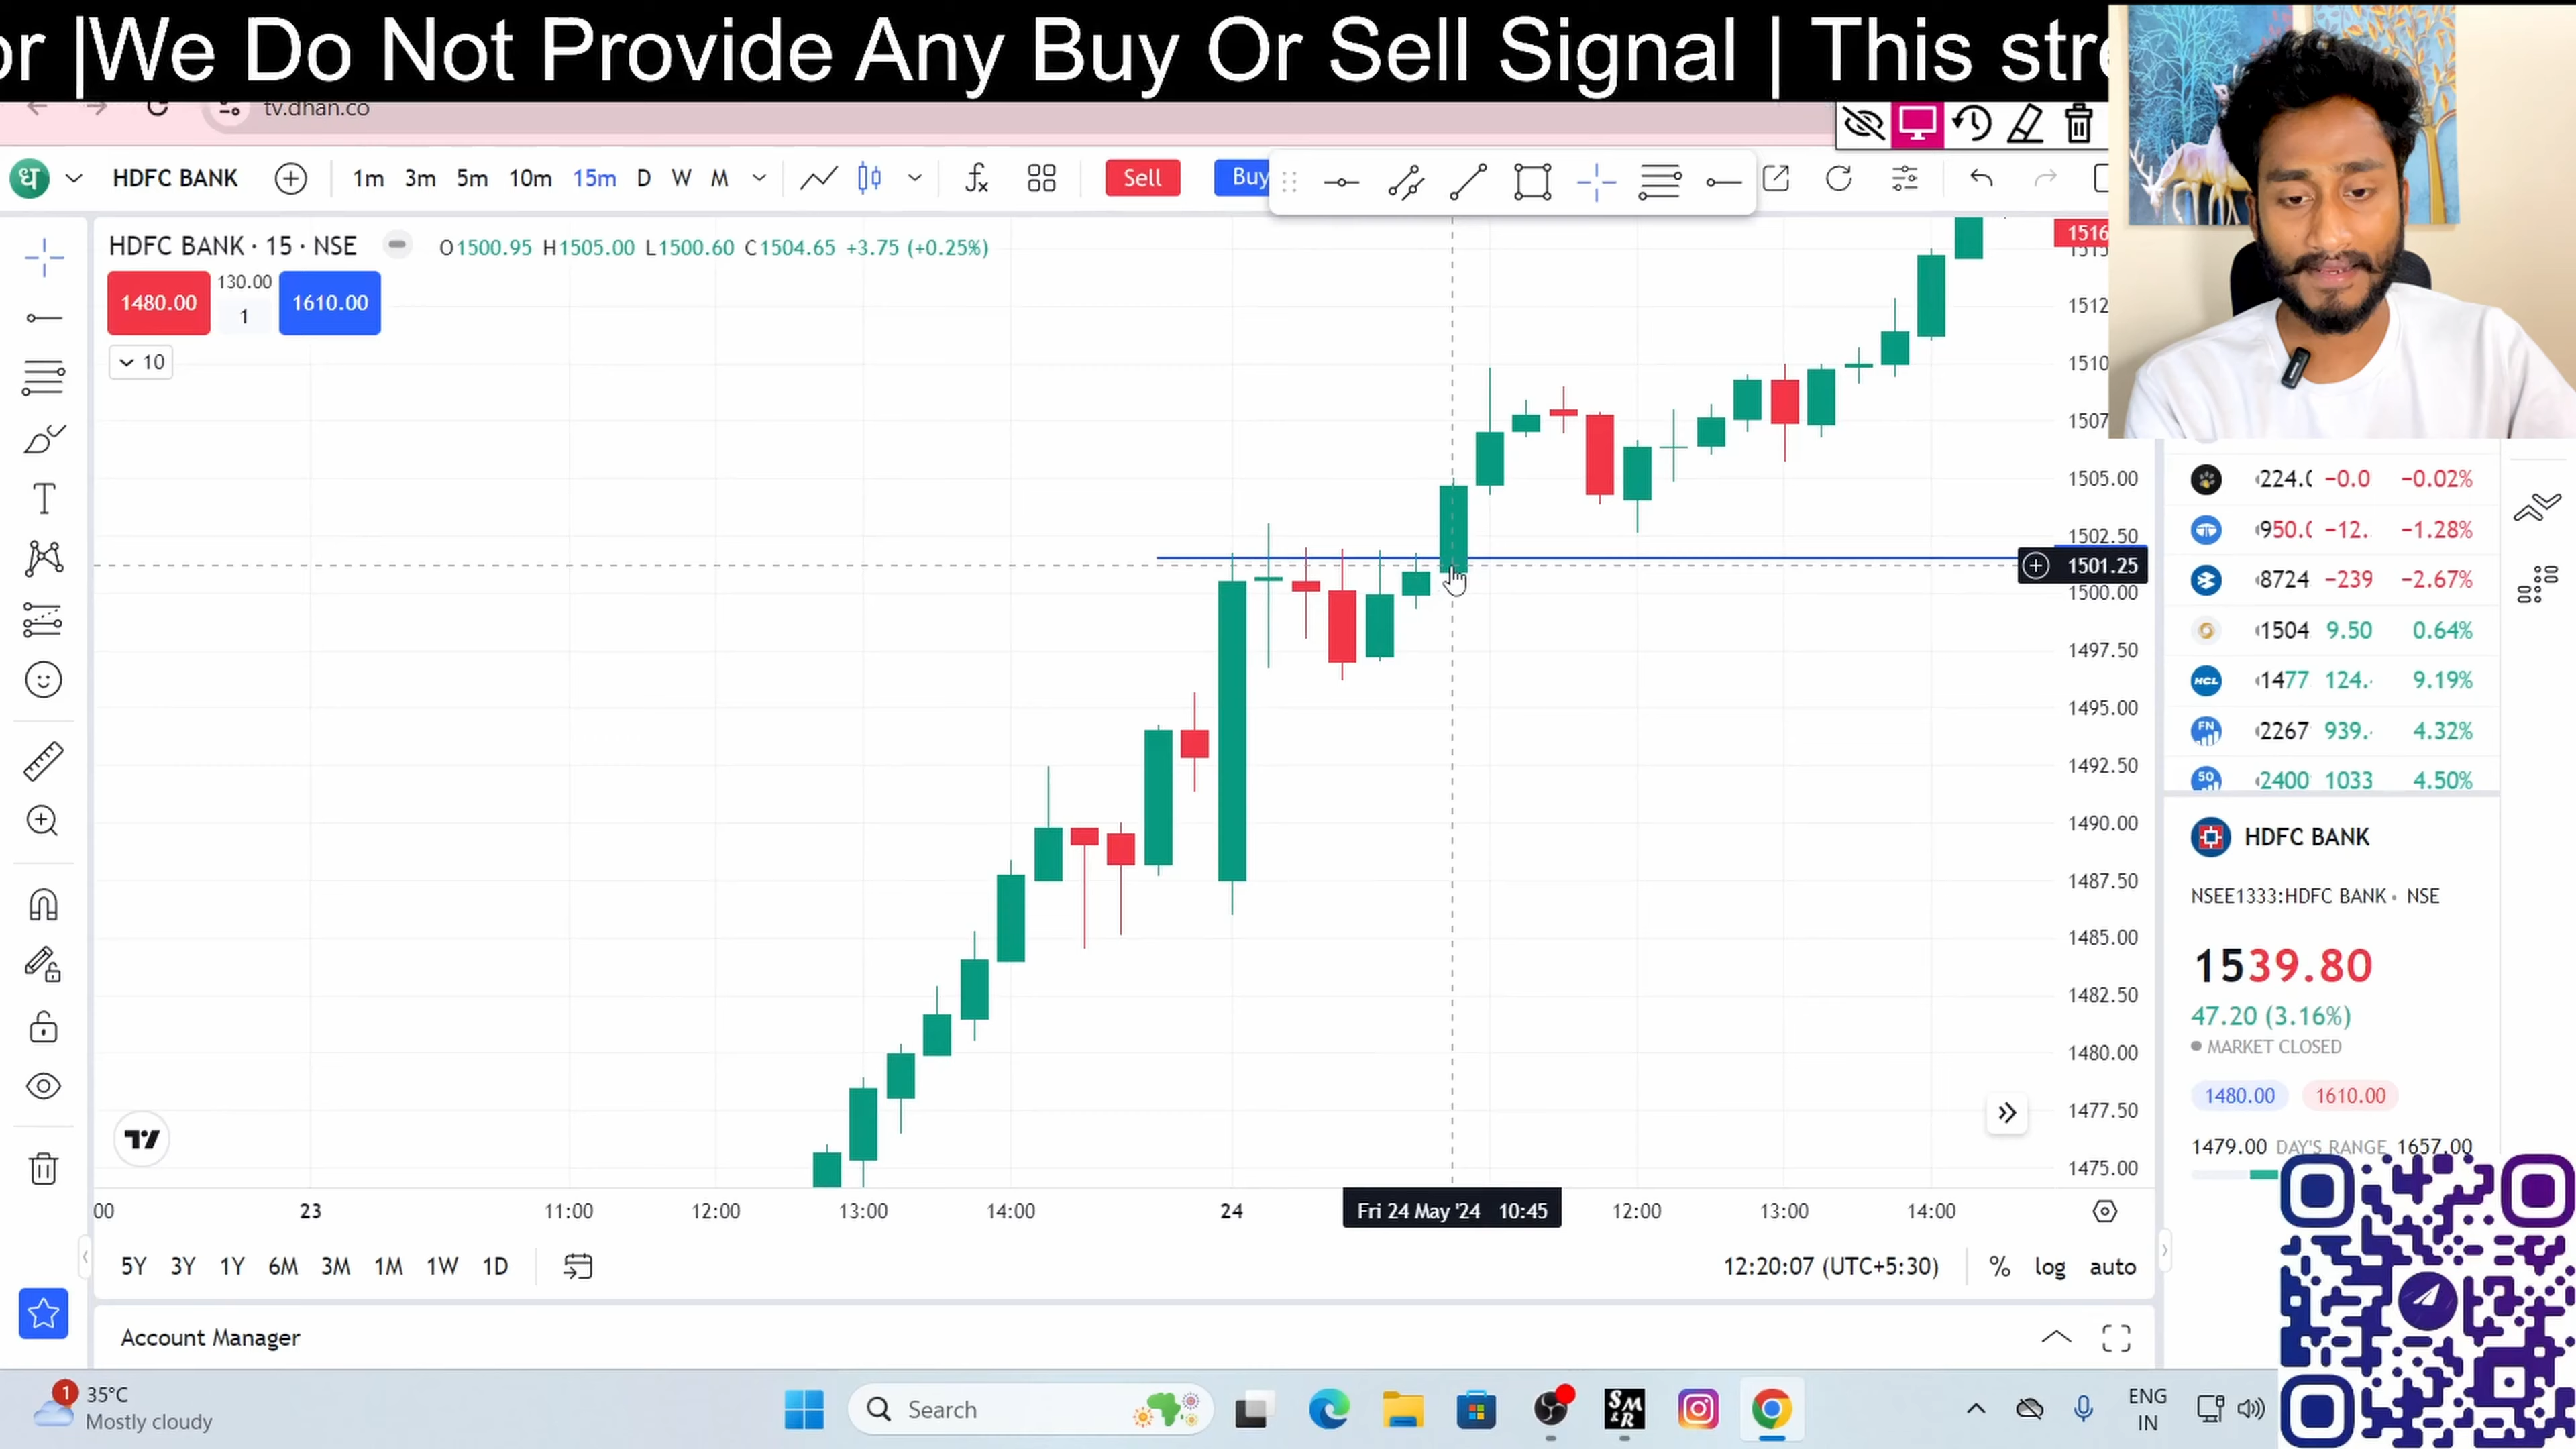 or |We Do Not Provide Any Buy Or Sell Signal | This stre
tv.dhan.co
HDFC BANK 1m 3m 5m 10m 15m D W M Sell Buy
HDFC BANK · 15 · NSE O1500.95 H1505.00 L1500.60 C1504.65 +3.75 (+0.25%)
1480.00 130.00 1 1610.00
10
1516
1512
1510
1507
1505.00
1502.50
1501.25
1500.00
1497.50
1495.00
1492.50
1490.00
1487.50
1485.00
1482.50
1480.00
1477.50
1475.00
224.0 −0.0 −0.02%
950.0 −12. −1.28%
8724 −239 −2.67%
1504 9.50 0.64%
HCL 1477 124. 9.19%
FN 2267 939. 4.32%
50 2400 1033 4.50%
HDFC BANK
NSEE1333:HDFC BANK • NSE
1539.80
47.20 (3.16%)
MARKET CLOSED
1480.00 1610.00
1479.00 DAY'S RANGE 1657.00
00 23 11:00 12:00 13:00 14:00 24 Fri 24 May '24 10:45 12:00 13:00 14:00
5Y 3Y 1Y 6M 3M 1M 1W 1D 12:20:07 (UTC+5:30) % log auto
Account Manager
1 35°C
Mostly cloudy
Search
SM
&R
ENG
IN